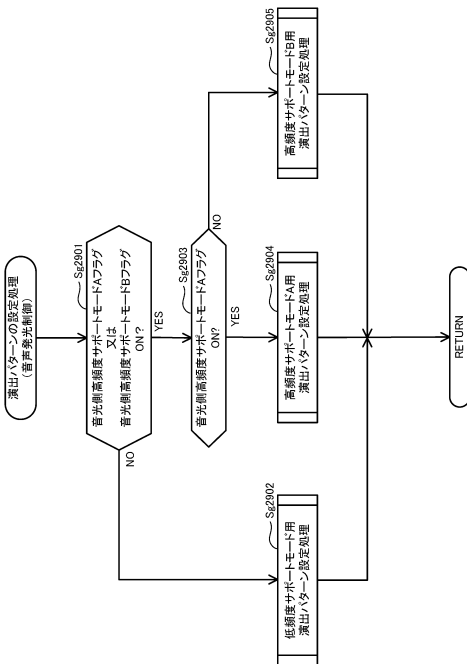 演出パターンの設定処理
(音声発光制御)
Sg2901
音光側高頻度サポートモードAフラグ
又は
音光側高頻度サポートモードBフラグ
ON?
NO
YES
Sg2903
音光側高頻度サポートモードAフラグ
ON?
NO
YES
Sg2902
低頻度サポートモード用
演出パターン設定処理
Sg2904
高頻度サポートモードA用
演出パターン設定処理
Sg2905
高頻度サポートモードB用
演出パターン設定処理
RETURN